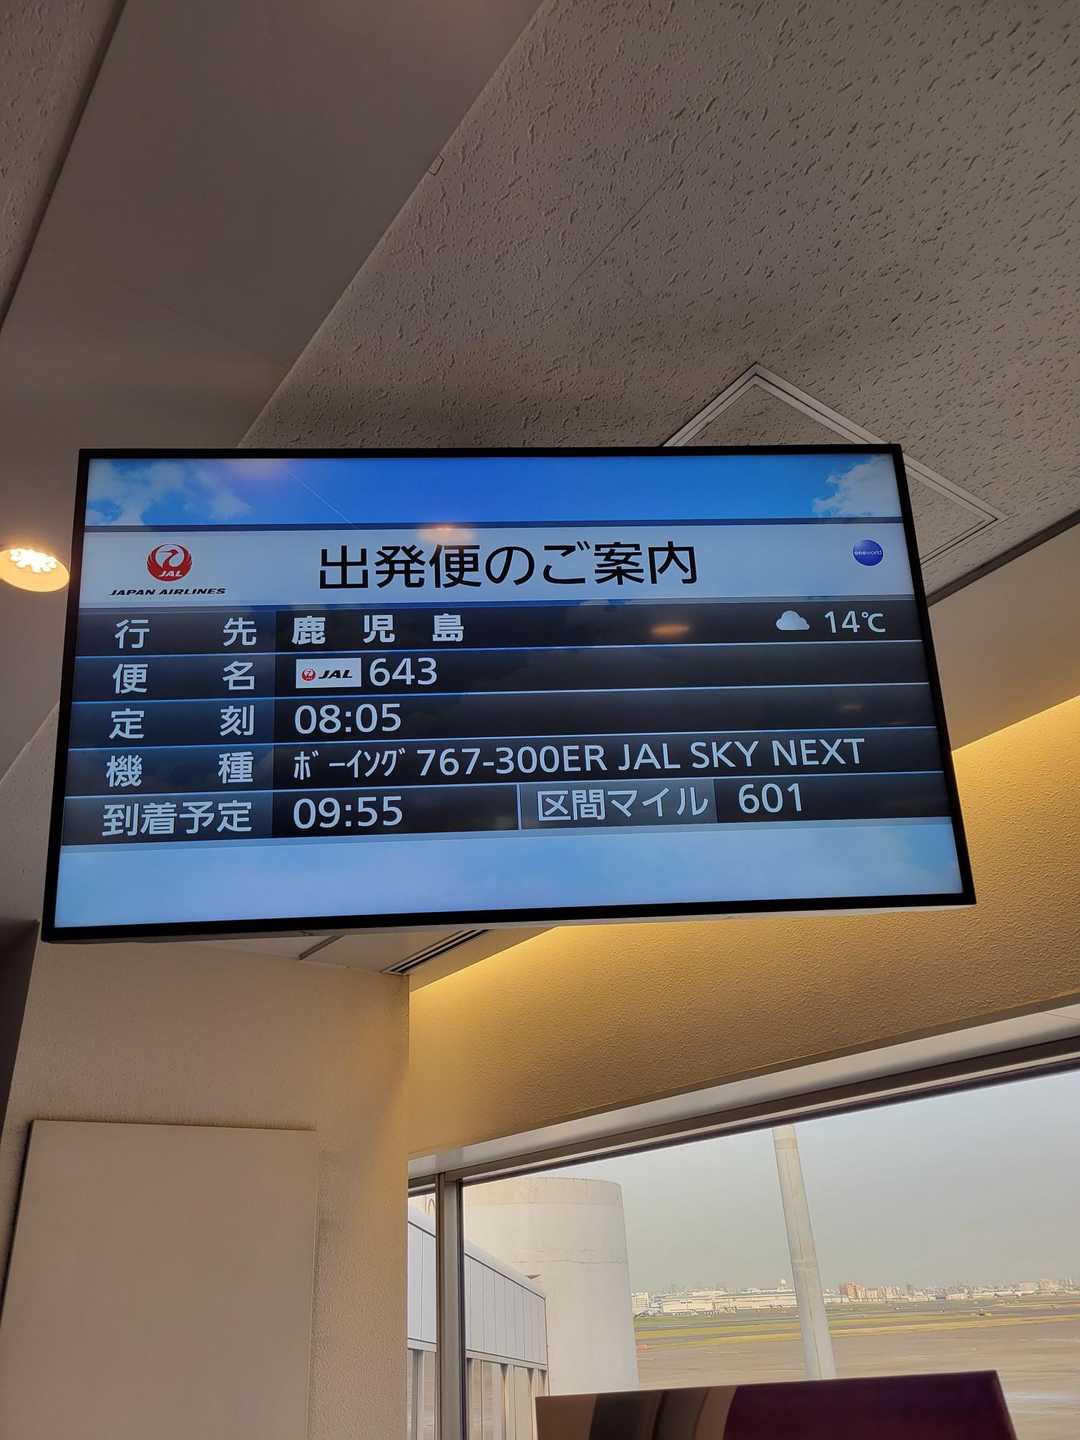 JAL
JAPAN AIRLINES
出発便のご案内
oneworld
行先 鹿児島 14℃
便名 JAL 643
定刻 08:05
機種 ﾎﾞｰｲﾝｸﾞ 767-300ER JAL SKY NEXT
到着予定 09:55 区間マイル 601